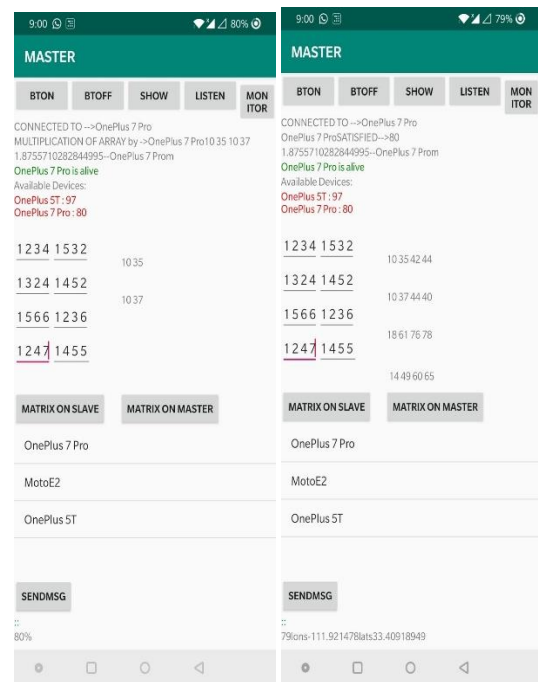 9:00 80%
MASTER
BTON BTOFF SHOW LISTEN MON
ITOR
CONNECTED TO -->OnePlus 7 Pro
MULTIPLICATION OF ARRAY by ->OnePlus 7 Pro10 35 10
37
1.8755710282844995--OnePlus 7 Prom
OnePlus 7 Pro is alive
Available Devices:
OnePlus 5T : 97
OnePlus 7 Pro : 80
1234 1532
10 35
1324 1452
10 37
1566 1236
1247 1455
MATRIX ON SLAVE MATRIX ON MASTER
OnePlus 7 Pro
MotoE2
OnePlus 5T
SENDMSG
::
80%
9:00 79%
MASTER
BTON BTOFF SHOW LISTEN MON
ITOR
CONNECTED TO -->OnePlus 7 Pro
OnePlus 7 ProSATISFIED-->80
1.8755710282844995--OnePlus 7 Prom
OnePlus 7 Pro is alive
Available Devices:
OnePlus 5T : 97
OnePlus 7 Pro : 80
1234 1532
10 35 42 44
1324 1452
10 37 44 40
1566 1236
18 61 76 78
1247 1455
14 49 60 65
MATRIX ON SLAVE MATRIX ON MASTER
OnePlus 7 Pro
MotoE2
OnePlus 5T
SENDMSG
::
79lons-111.921478lats33.40918949